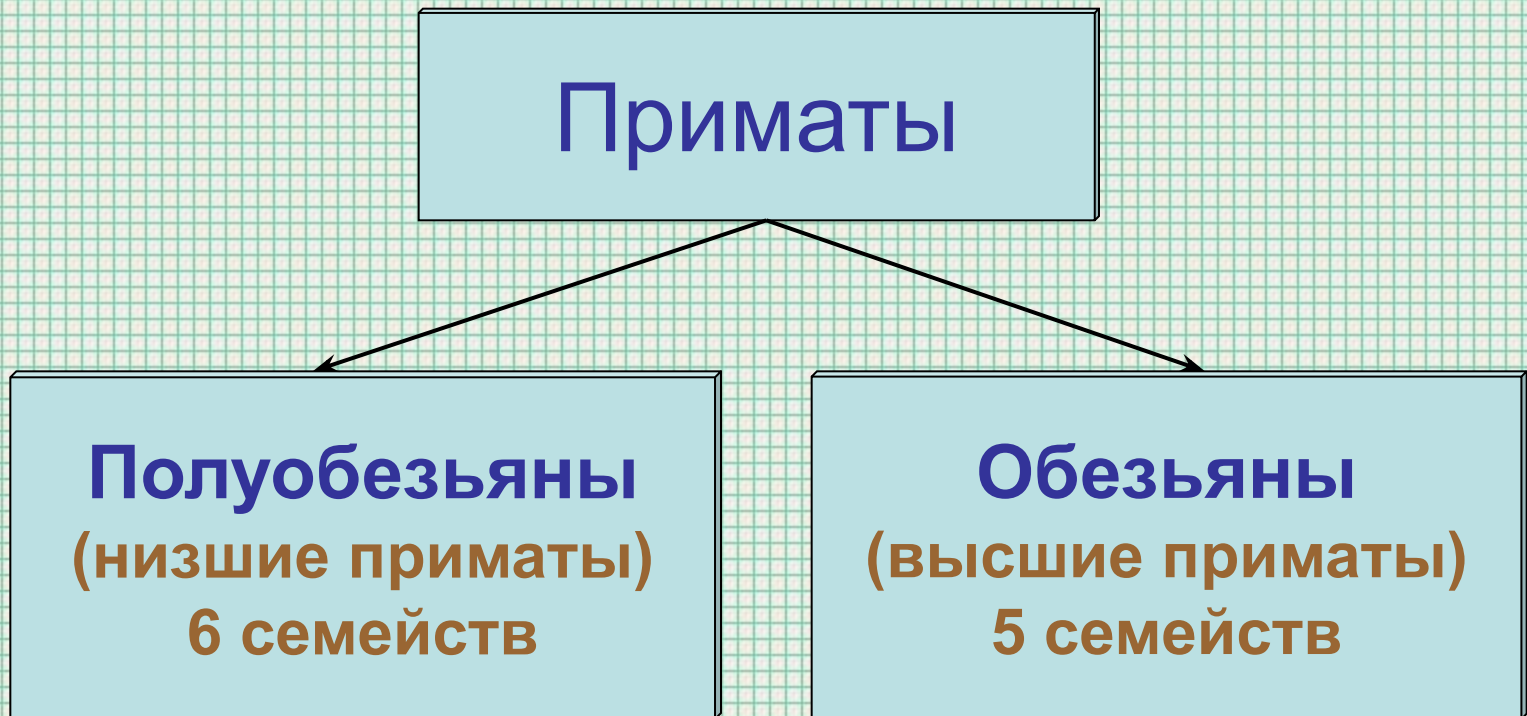 Приматы
Полуобезьяны
(низшие приматы)
6 семейств
Обезьяны
(высшие приматы)
5 семейств